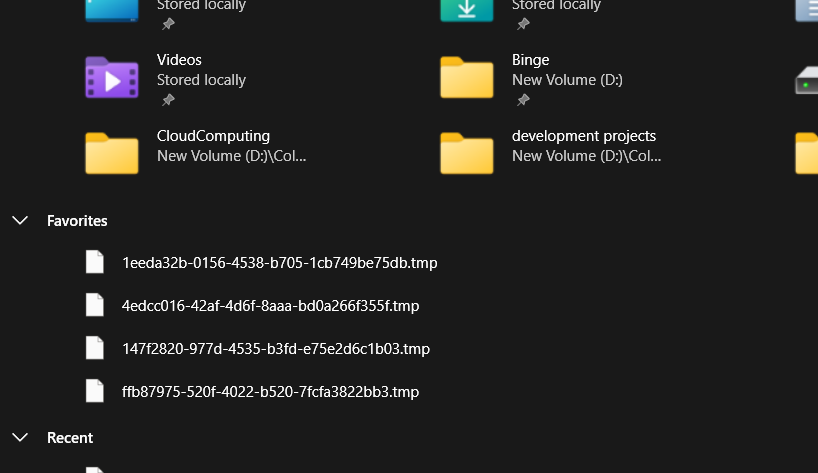 Stored locally
Stored locally
Videos
Stored locally
Binge
New Volume (D:)
CloudComputing
New Volume (D:)\Col...
development projects
New Volume (D:)\Col...
Favorites
1eeda32b-0156-4538-b705-1cb749be75db.tmp
4edcc016-42af-4d6f-8aaa-bd0a266f355f.tmp
147f2820-977d-4535-b3fd-e75e2d6c1b03.tmp
ffb87975-520f-4022-b520-7fcfa3822bb3.tmp
Recent